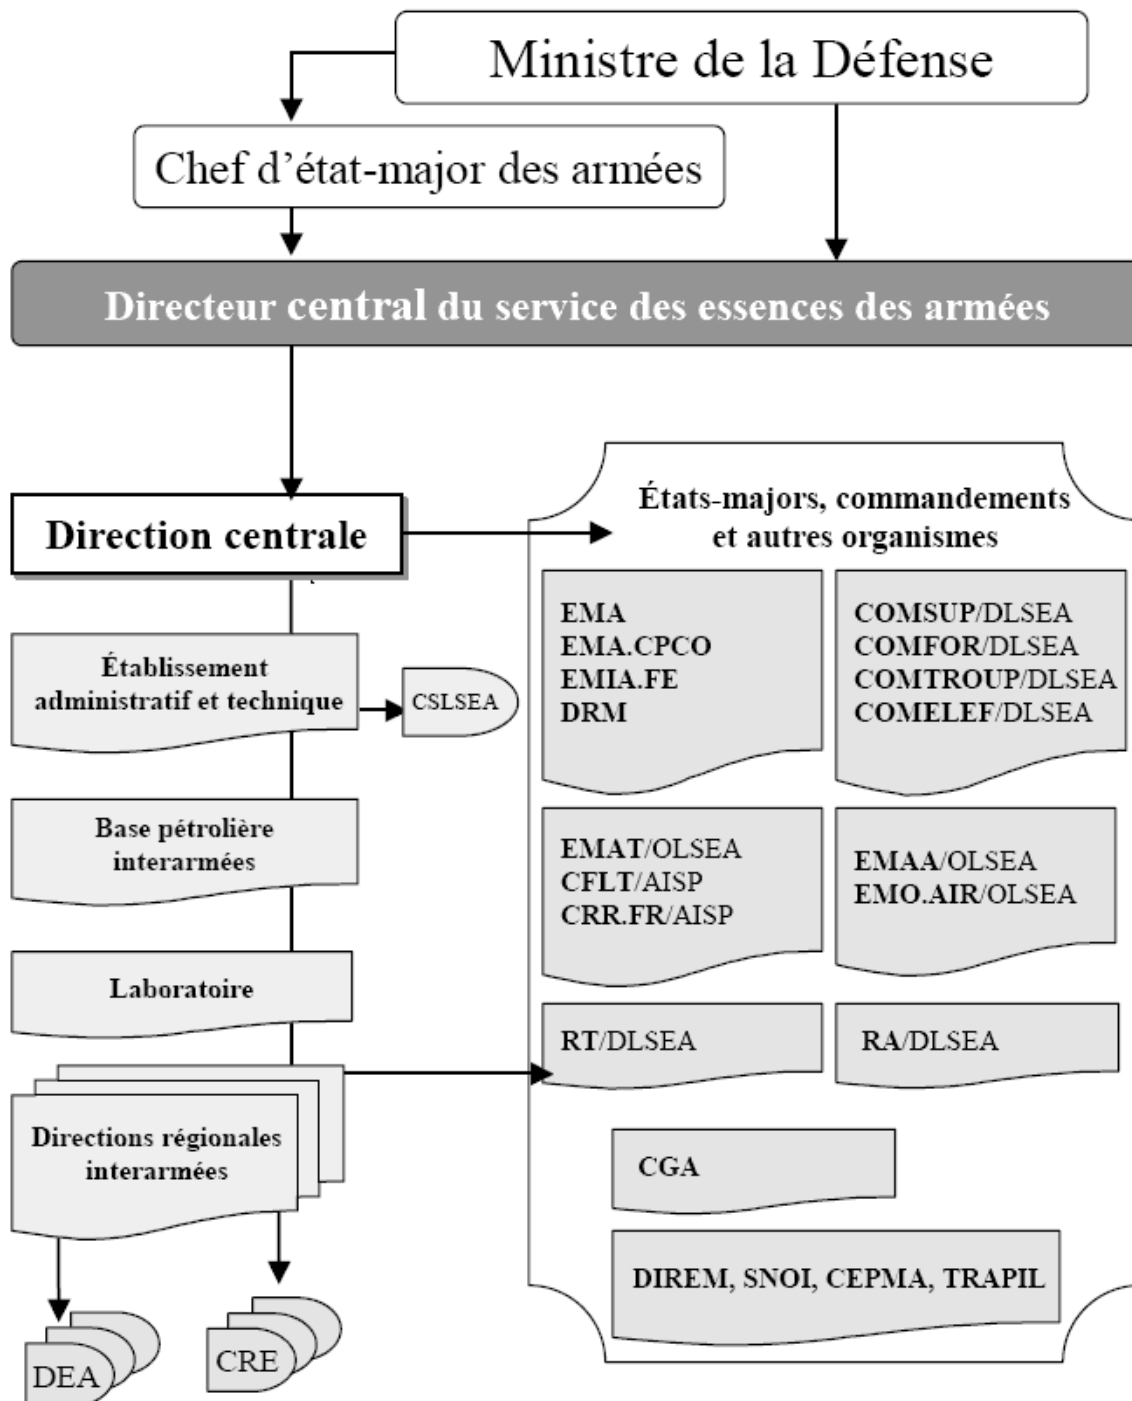 Ministre de la Défense
Chef d’état-major des armées
Directeur central du service des essences des armées
Direction centrale
États-majors, commandements
et autres organismes
Établissement
administratif et technique
CSLSEA
Base pétrolière
interarmées
Laboratoire
Directions régionales
interarmées
DEA
CRE
EMA
EMA.CPCO
EMIA.FE
DRM
COMSUP/DLSEA
COMFOR/DLSEA
COMTROUP/DLSEA
COMELEF/DLSEA
EMAT/OLSEA
CFLT/AISP
CRR.FR/AISP
EMAA/OLSEA
EMO.AIR/OLSEA
RT/DLSEA
RA/DLSEA
CGA
DIREM, SNOI, CEPMA, TRAPIL